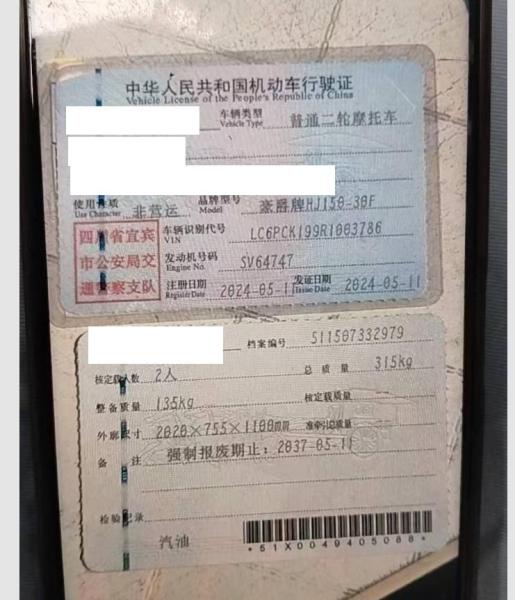 中华人民共和国机动车行驶证
Vehicle License of the People's Republic of China
车辆类型 普通二轮摩托车
Vehicle Type
使用性质 非营运 品牌型号 豪爵牌HJ150-30F
Use Character Model
四川省宜宾
市公安局交
通警察支队
车辆识别代号 LC6PCK199R1003786
VIN
发动机号码 SV64747
Engine No.
注册日期 2024-05-11 发证日期 2024-05-11
Register Date Issue Date
档案编号 511507332979
核定载人数 2人 总质量 315kg
整备质量 135kg 核定载质量
外廓尺寸 2020×755×1100mm 准牵引总质量
备注 强制报废期止：2037-05-11
检验记录
汽油
*51X0049405088*